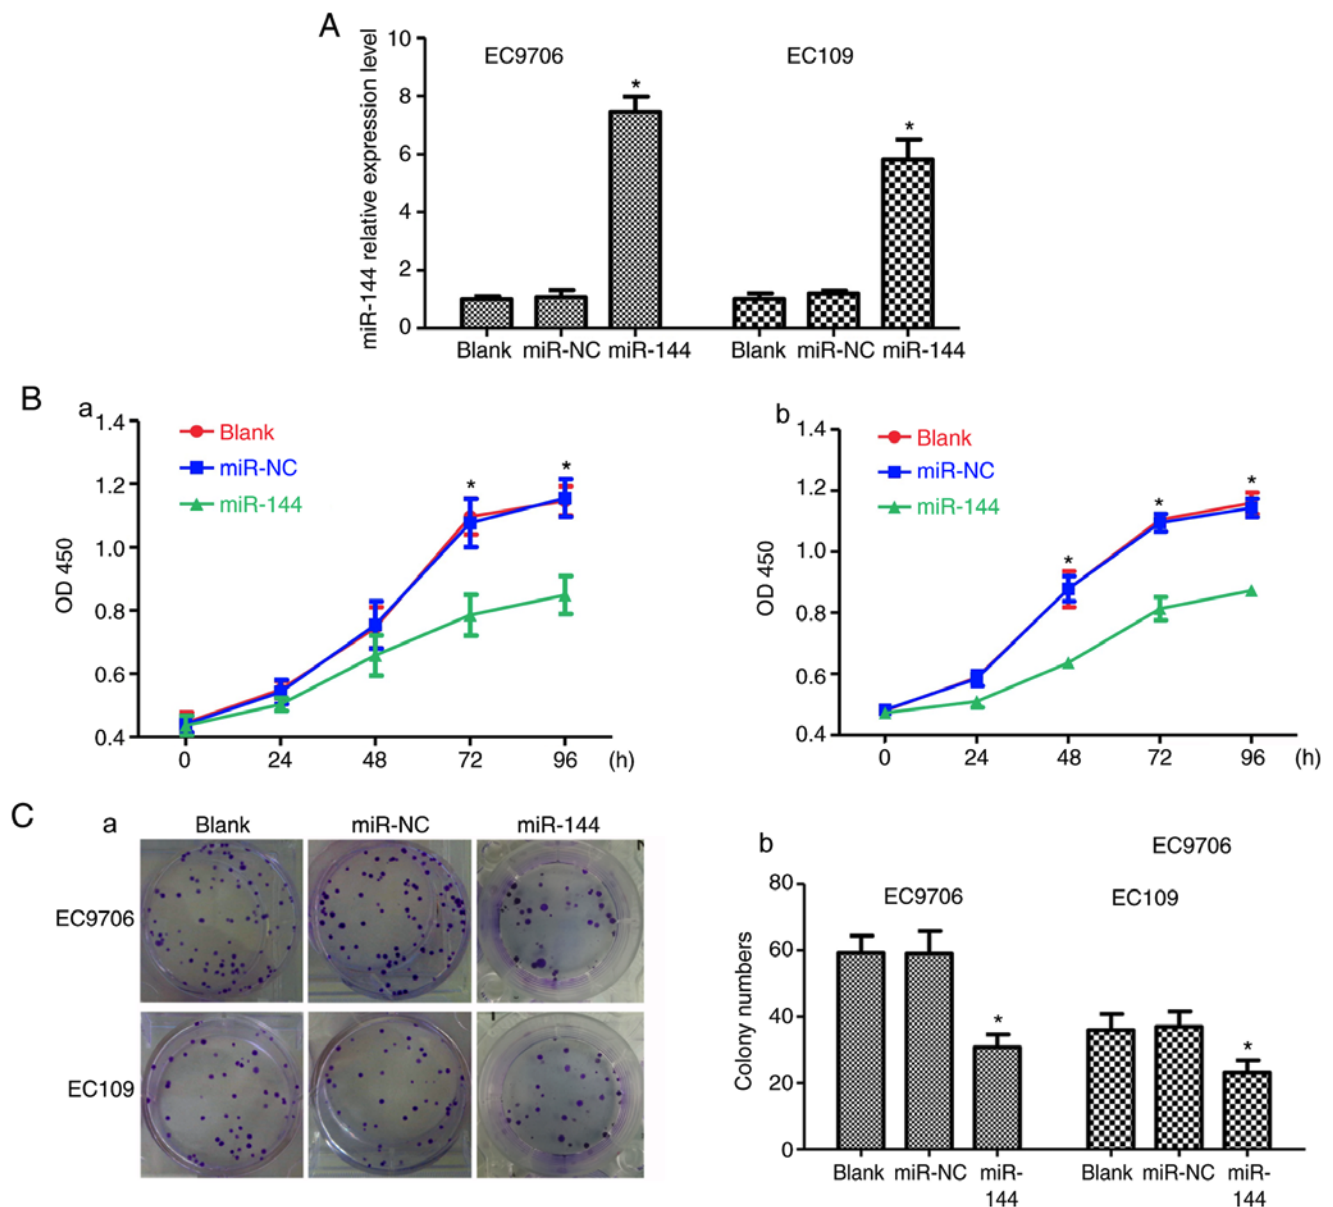 A
miR-144 relative expression level
10
8
6
4
2
0
EC9706
EC109
*
*
Blank miR-NC miR-144
Blank miR-NC miR-144
B
a
OD 450
1.4
1.2
1.0
0.8
0.6
0.4
Blank
miR-NC
miR-144
*
*
0 24 48 72 96 (h)
b
OD 450
1.4
1.2
1.0
0.8
0.6
0.4
Blank
miR-NC
miR-144
*
*
*
0 24 48 72 96 (h)
C
a
Blank miR-NC miR-144
EC9706
EC109
b
EC9706
Colony numbers
80
60
40
20
0
EC9706
EC109
*
*
Blank miR-NC miR-
144
Blank miR-NC miR-
144